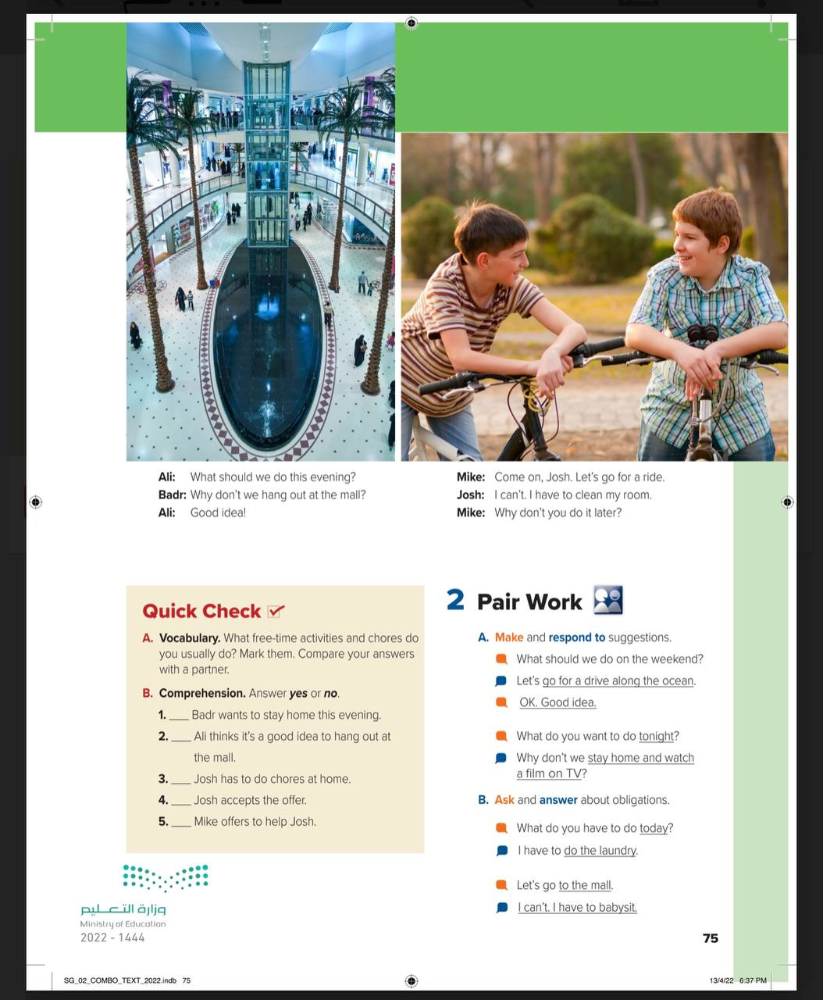 Ali: What should we do this evening?
Badr: Why don't we hang out at the mall?
Ali: Good idea!
Mike: Come on, Josh. Let's go for a ride.
Josh: I can't. I have to clean my room.
Mike: Why don't you do it later?
Quick Check
A. Vocabulary. What free-time activities and chores do
you usually do? Mark them. Compare your answers
with a partner.
B. Comprehension. Answer yes or no.
1. ___ Badr wants to stay home this evening.
2. ___ Ali thinks it's a good idea to hang out at
the mall.
3. ___ Josh has to do chores at home.
4. ___ Josh accepts the offer.
5. ___ Mike offers to help Josh.
2 Pair Work
A. Make and respond to suggestions.
What should we do on the weekend?
Let's go for a drive along the ocean.
OK. Good idea.
What do you want to do tonight?
Why don't we stay home and watch
a film on TV?
B. Ask and answer about obligations.
What do you have to do today?
I have to do the laundry.
Let's go to the mall.
I can't. I have to babysit.
وزارة التعليم
Ministry of Education
2022 - 1444
75
SG_02_COMBO_TEXT_2022.indb 75
13/4/22 6:37 PM